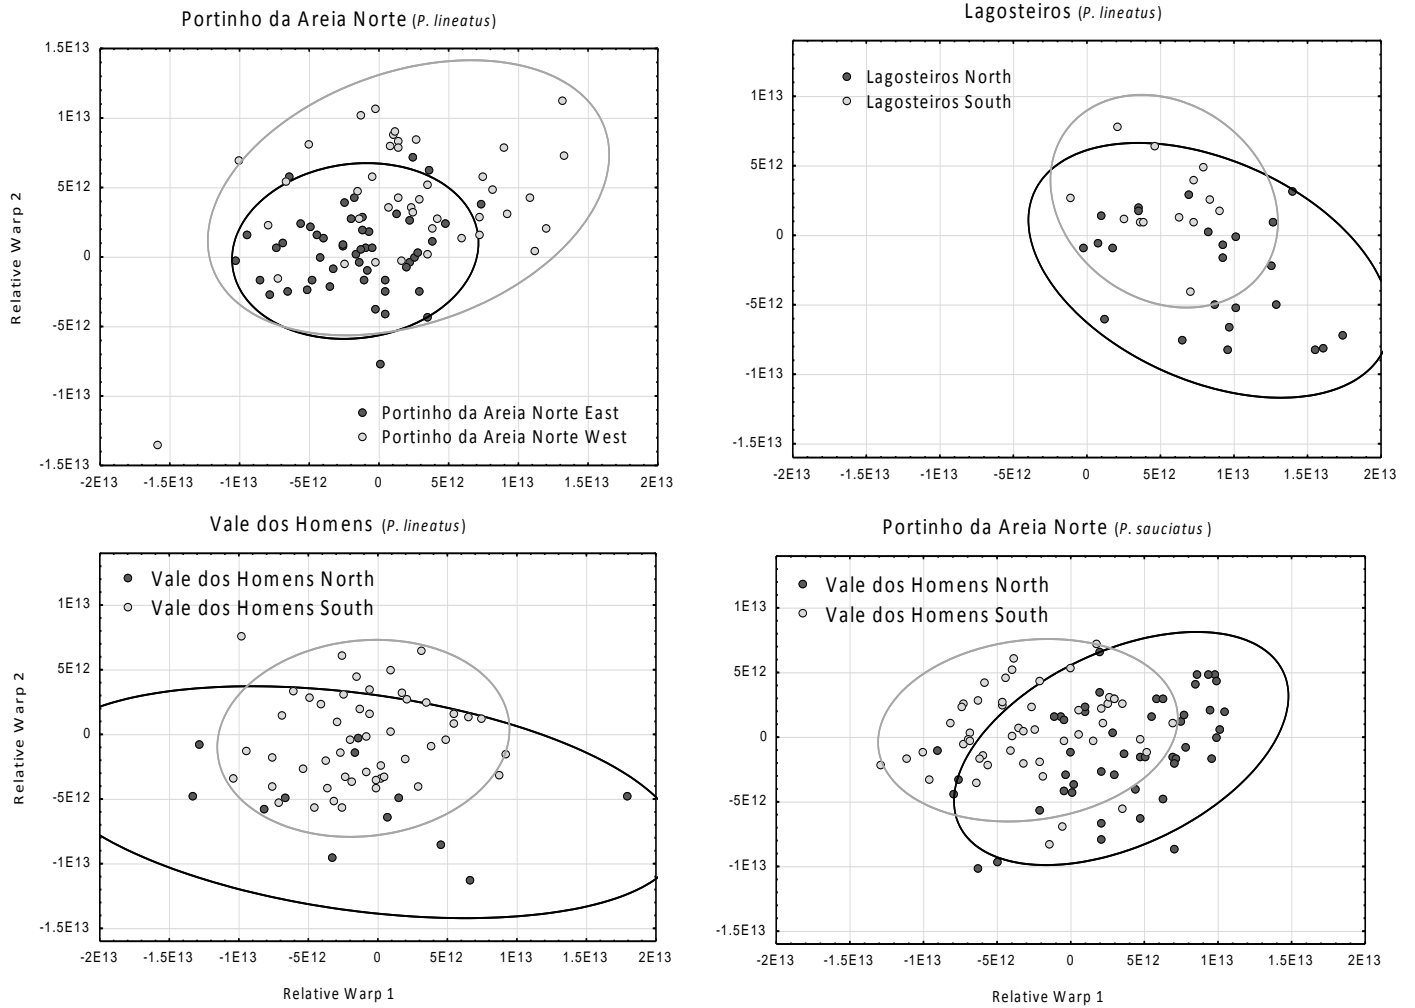 Portinho da Areia Norte (P. lineatus)
1.5E13
1E13
5E12
0
-5E12
-1E13
-1.5E13
Relative Warp 2
Portinho da Areia Norte East
Portinho da Areia Norte West
-2E13 -1.5E13 -1E13 -5E12 0 5E12 1E13 1.5E13 2E13
Lagosteiros (P. lineatus)
Lagosteiros North
Lagosteiros South
1E13
5E12
0
-5E12
-1E13
-1.5E13
-2E13 -1.5E13 -1E13 -5E12 0 5E12 1E13 1.5E13 2E13
Vale dos Homens (P. lineatus)
Vale dos Homens North
Vale dos Homens South
1E13
5E12
0
-5E12
-1E13
-1.5E13
Relative Warp 2
-2E13 -1.5E13 -1E13 -5E12 0 5E12 1E13 1.5E13 2E13
Relative Warp 1
Portinho da Areia Norte (P. sauciatus )
Vale dos Homens North
Vale dos Homens South
1E13
5E12
0
-5E12
-1E13
-1.5E13
-2E13 -1.5E13 -1E13 -5E12 0 5E12 1E13 1.5E13 2E13
Relative Warp 1